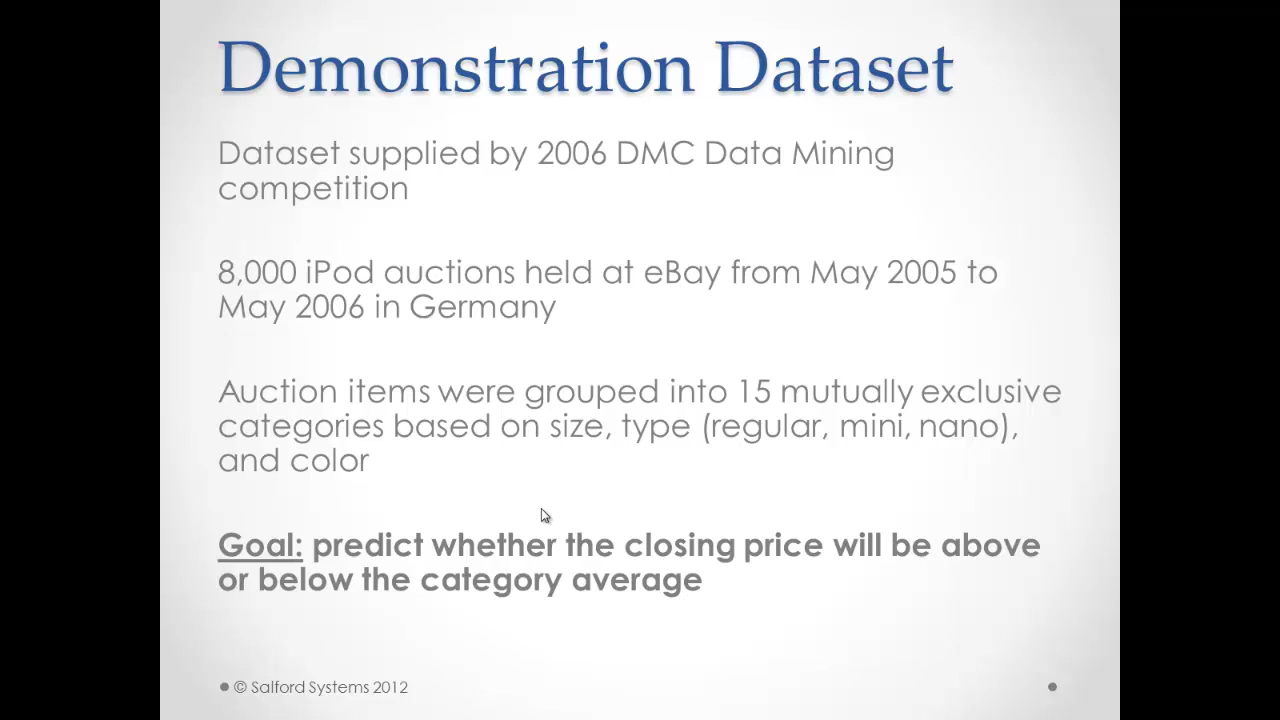 Demonstration Dataset
Dataset supplied by 2006 DMC Data Mining
competition
8,000 iPod auctions held at eBay from May 2005 to
May 2006 in Germany
Auction items were grouped into 15 mutually exclusive
categories based on size, type (regular, mini, nano),
and color
Goal: predict whether the closing price will be above
or below the category average
© Salford Systems 2012